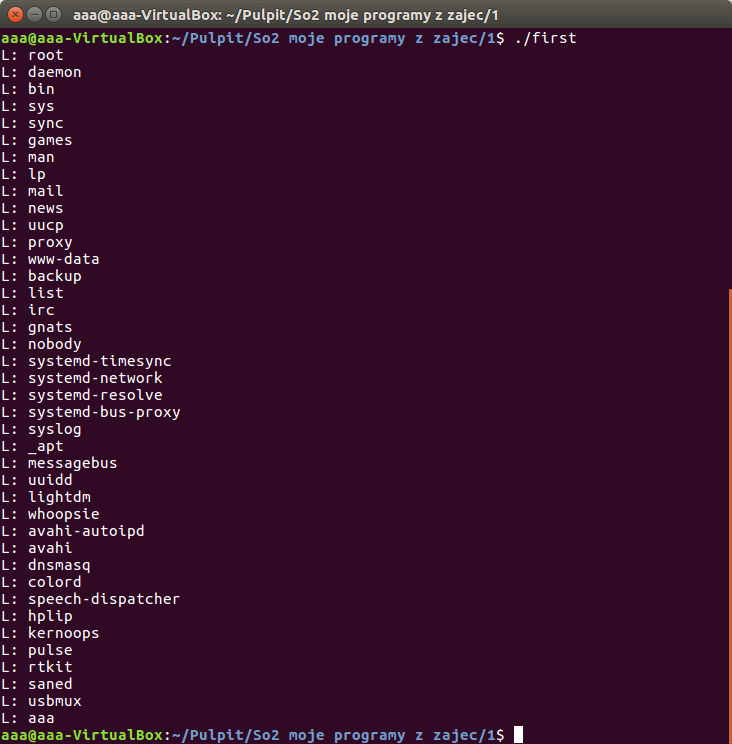 aaa@aaa-VirtualBox: ~/Pulpit/So2 moje programy z zajec/1
aaa@aaa-VirtualBox:~/Pulpit/So2 moje programy z zajec/1$ ./first
L: root
L: daemon
L: bin
L: sys
L: sync
L: games
L: man
L: lp
L: mail
L: news
L: uucp
L: proxy
L: www-data
L: backup
L: list
L: irc
L: gnats
L: nobody
L: systemd-timesync
L: systemd-network
L: systemd-resolve
L: systemd-bus-proxy
L: syslog
L: _apt
L: messagebus
L: uuidd
L: lightdm
L: whoopsie
L: avahi-autoipd
L: avahi
L: dnsmasq
L: colord
L: speech-dispatcher
L: hplip
L: kernoops
L: pulse
L: rtkit
L: saned
L: usbmux
L: aaa
aaa@aaa-VirtualBox:~/Pulpit/So2 moje programy z zajec/1$